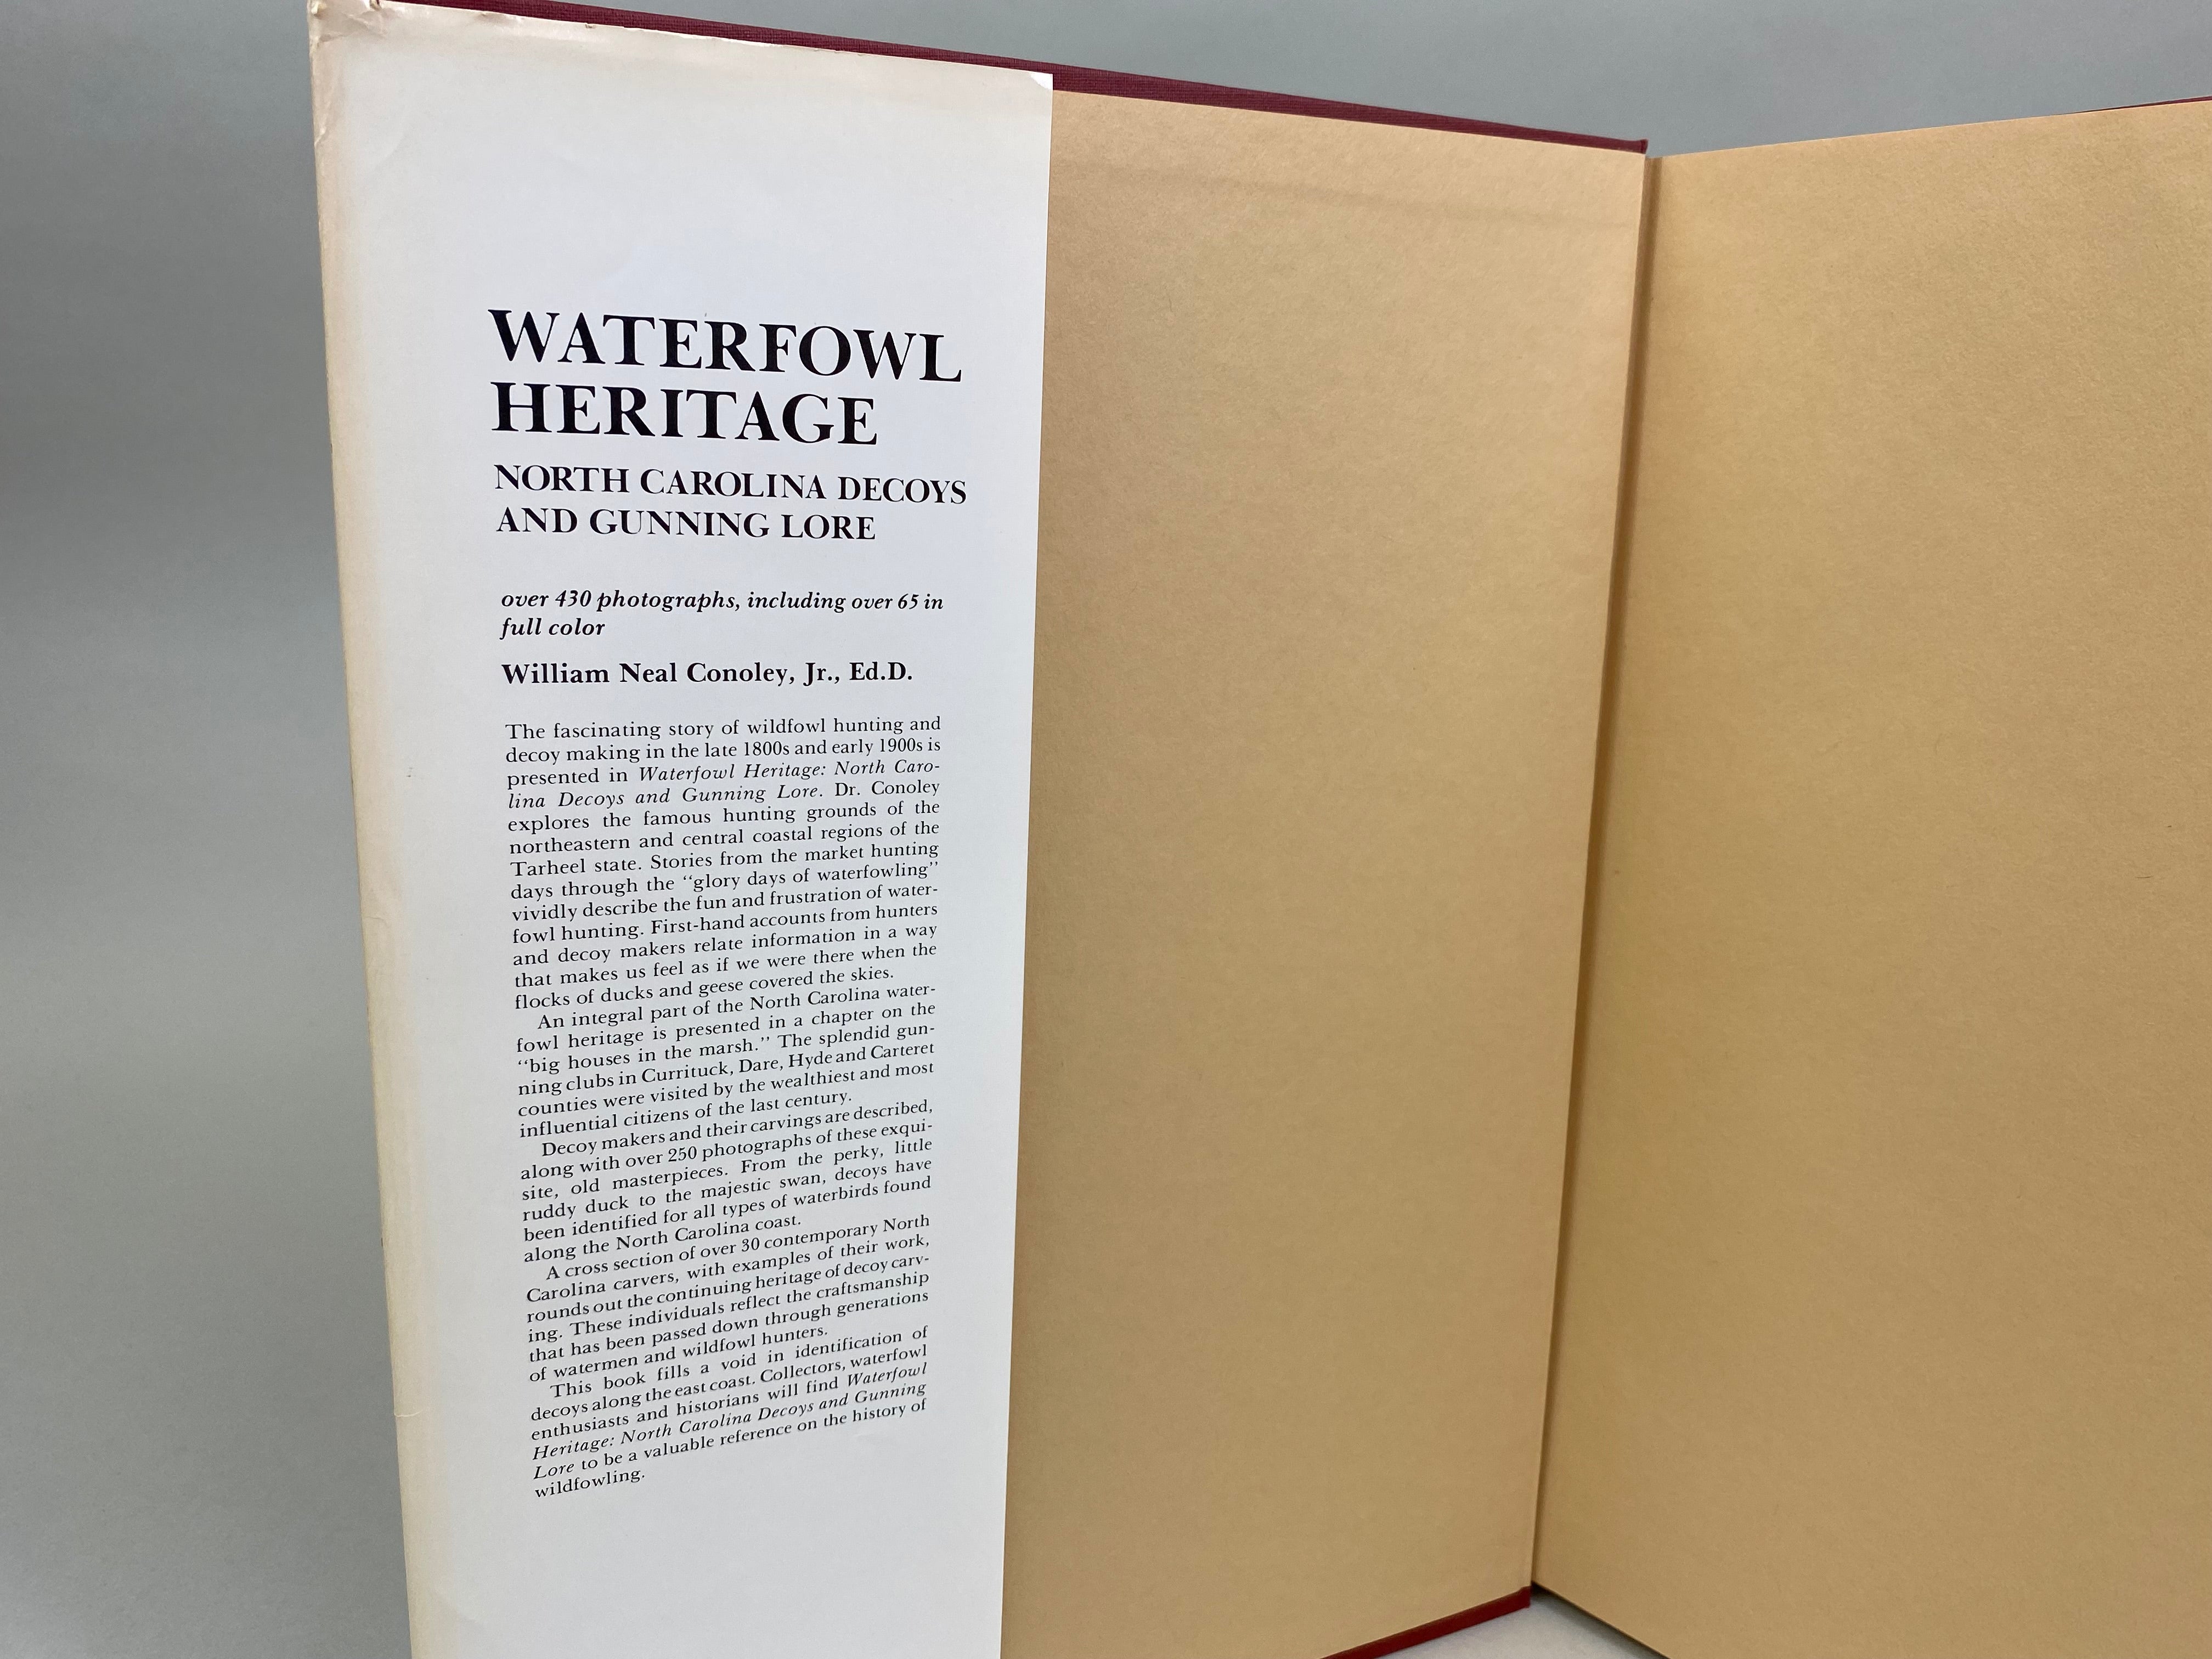 WATERFOWL
HERITAGE
NORTH CAROLINA DECOYS
AND GUNNING LORE
over 430 photographs, including over 65 in
full color
William Neal Conoley, Jr., Ed.D.
The fascinating story of wildfowl hunting and
decoy making in the late 1800s and early 1900s is
presented in Waterfowl Heritage: North Caro-
lina Decoys and Gunning Lore. Dr. Conoley
explores the famous hunting grounds of the
northeastern and central coastal regions of the
Tarheel state. Stories from the market hunting
days through the ‘‘glory days of waterfowling’’
vividly describe the fun and frustration of water-
fowl hunting. First-hand accounts from hunters
and decoy makers relate information in a way
that makes us feel as if we were there when the
flocks of ducks and geese covered the skies.
An integral part of the North Carolina water-
fowl heritage is presented in a chapter on the
‘‘big houses in the marsh.’’ The splendid gun-
ning clubs in Currituck, Dare, Hyde and Carteret
counties were visited by the wealthiest and most
influential citizens of the last century.
Decoy makers and their carvings are described,
along with over 250 photographs of these exqui-
site, old masterpieces. From the perky, little
ruddy duck to the majestic swan, decoys have
been identified for all types of waterbirds found
along the North Carolina coast.
A cross section of over 30 contemporary North
Carolina carvers, with examples of their work,
rounds out the continuing heritage of decoy carv-
ing. These individuals reflect the craftsmanship
that has been passed down through generations
of watermen and wildfowl hunters.
This book fills a void in identification of
decoys along the east coast. Collectors, waterfowl
enthusiasts and historians will find Waterfowl
Heritage: North Carolina Decoys and Gunning
Lore to be a valuable reference on the history of
wildfowling.